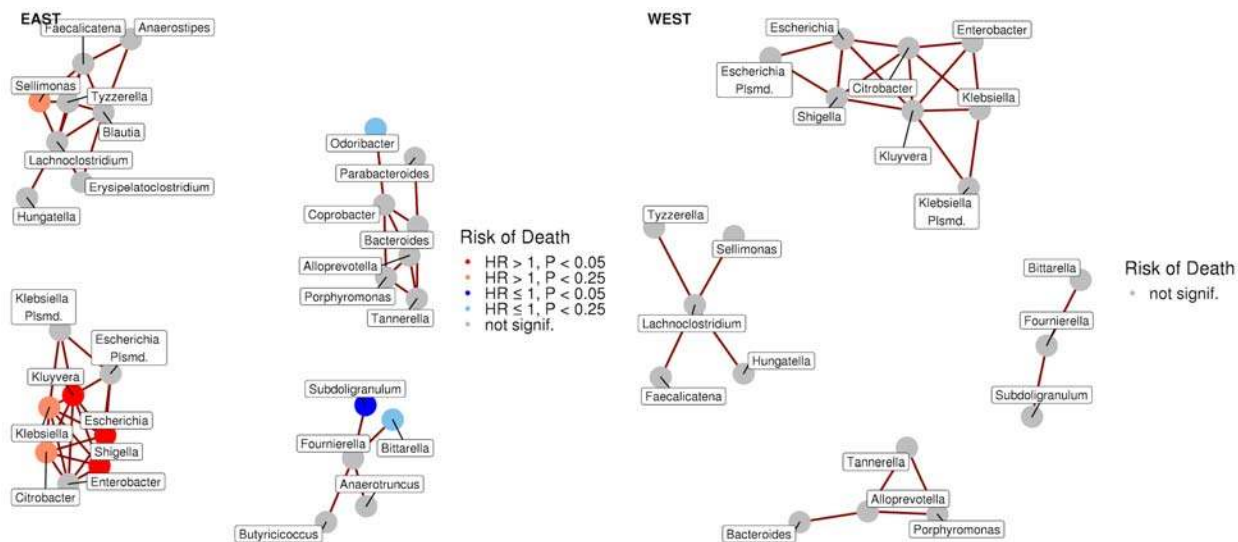 EAST
Faecalicatena
Anaerostipes
Sellimonas
Tyzzerella
Blautia
Lachnoclostridium
Erysipelatoclostridium
Hungatella
Odoribacter
Parabacteroides
Coprobacter
Bacteroides
Alloprevotella
Porphyromonas
Tannerella
Risk of Death
HR > 1, P < 0.05
HR > 1, P < 0.25
HR ≤ 1, P < 0.05
HR ≤ 1, P < 0.25
not signif.
Klebsiella
Plsmd.
Escherichia
Plsmd.
Kluyvera
Escherichia
Klebsiella
Shigella
Enterobacter
Citrobacter
Subdoligranulum
Fournierella
Bittarella
Anaerotruncus
Butyricicoccus
WEST
Escherichia
Enterobacter
Escherichia
Plsmd.
Citrobacter
Klebsiella
Shigella
Kluyvera
Klebsiella
Plsmd.
Tyzzerella
Sellimonas
Lachnoclostridium
Hungatella
Faecalicatena
Bittarella
Fournierella
Subdoligranulum
Risk of Death
not signif.
Tannerella
Alloprevotella
Bacteroides
Porphyromonas